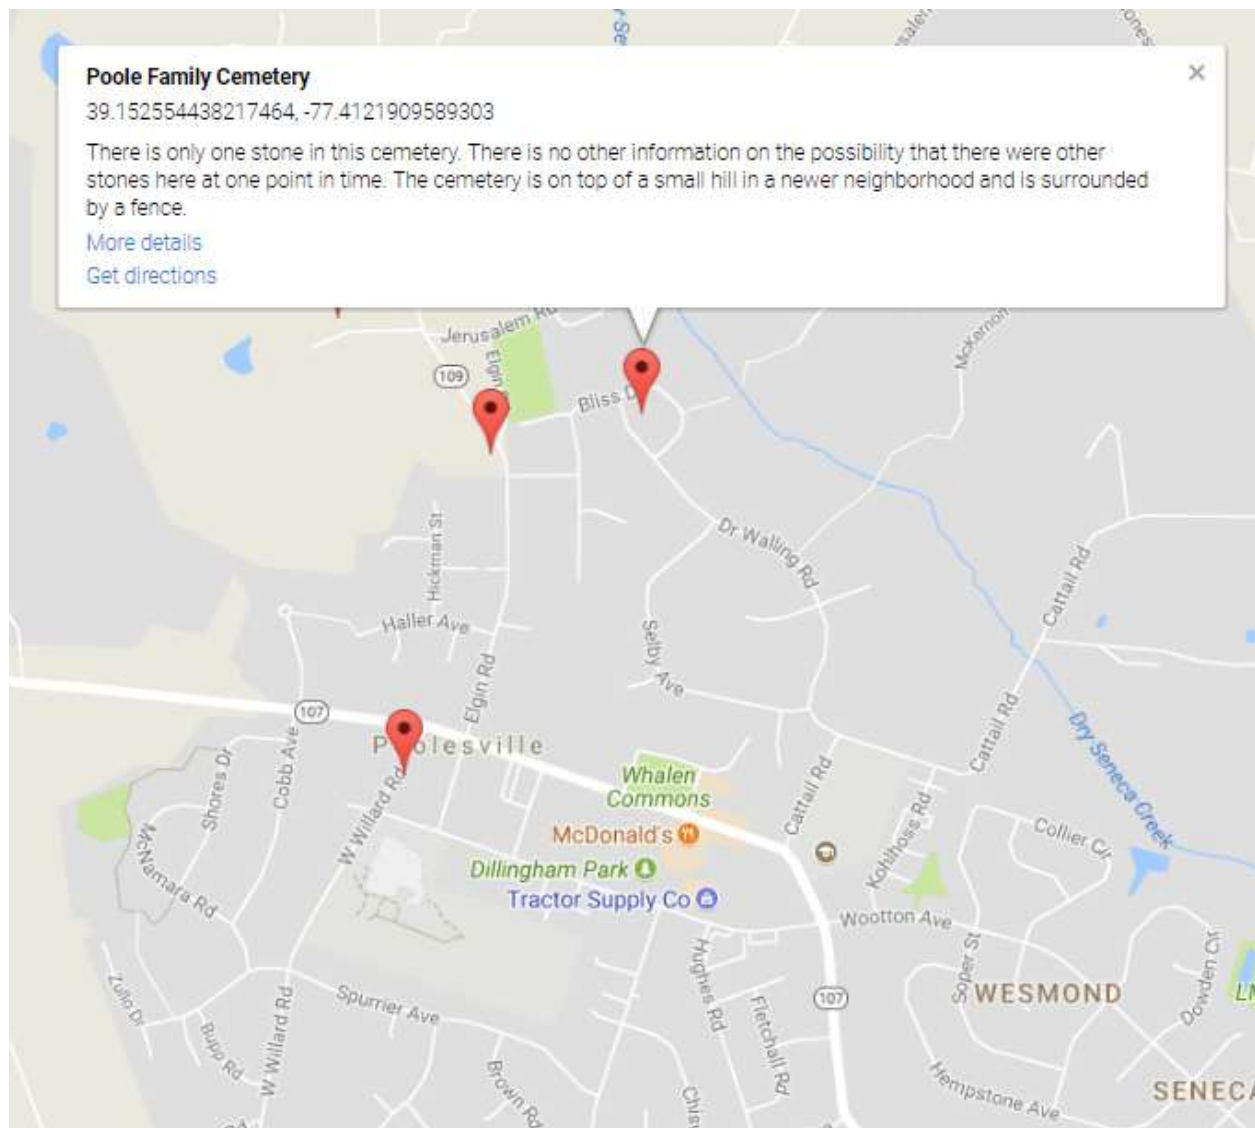 Poole Family Cemetery
39.152554438217464, -77.4121909589303
There is only one stone in this cemetery. There is no other information on the possibility that there were other
stones here at one point in time. The cemetery is on top of a small hill in a newer neighborhood and is surrounded
by a fence.
More details
Get directions
Jerusalem
Elgin
109
Bliss
McKernon
Hickman St
Dr Walling Rd
Cattail Rd
Haller Ave
Selby Ave
Elgin Rd
107
Cattail Rd
Dry Seneca Creek
Shores Dr
Cobb Ave
W Willard Rd
Whalen
Commons
Cattail Rd
McDonald's
Kohlhoss Rd
Collier Cir
McNamara Rd
Dillingham Park
Tractor Supply Co
Wootton Ave
Hughes Rd
Soper St
Dowden Cir
WESMOND
Zullo Dr
Spurrier Ave
Fletchall Rd
107
Bupp Rd
W Willard Rd
Brown Rd
Hempstone Ave
SENECA